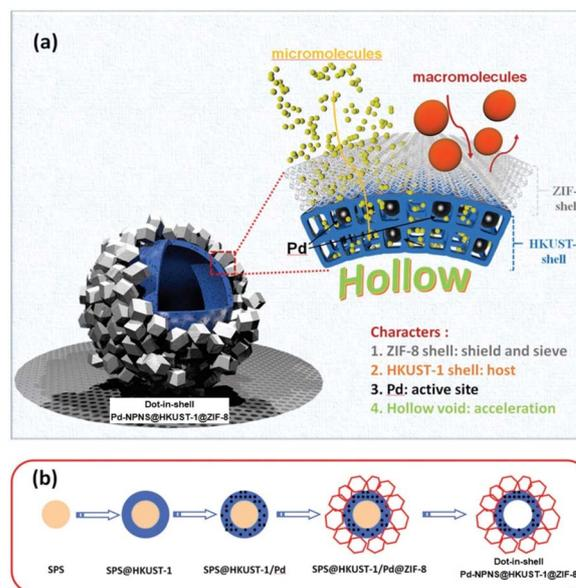 (a)
micromolecules
macromolecules
ZIF-
shel
Pd
HKUST-
shell
Hollow
Characters :
1. ZIF-8 shell: shield and sieve
2. HKUST-1 shell: host
3. Pd: active site
4. Hollow void: acceleration
Dot-in-shell
Pd-NPNS@HKUST-1@ZIF-8
(b)
SPS
SPS@HKUST-1
SPS@HKUST-1/Pd
SPS@HKUST-1/Pd@ZIF-8
Dot-in-shell
Pd-NPNS@HKUST-1@ZIF-8